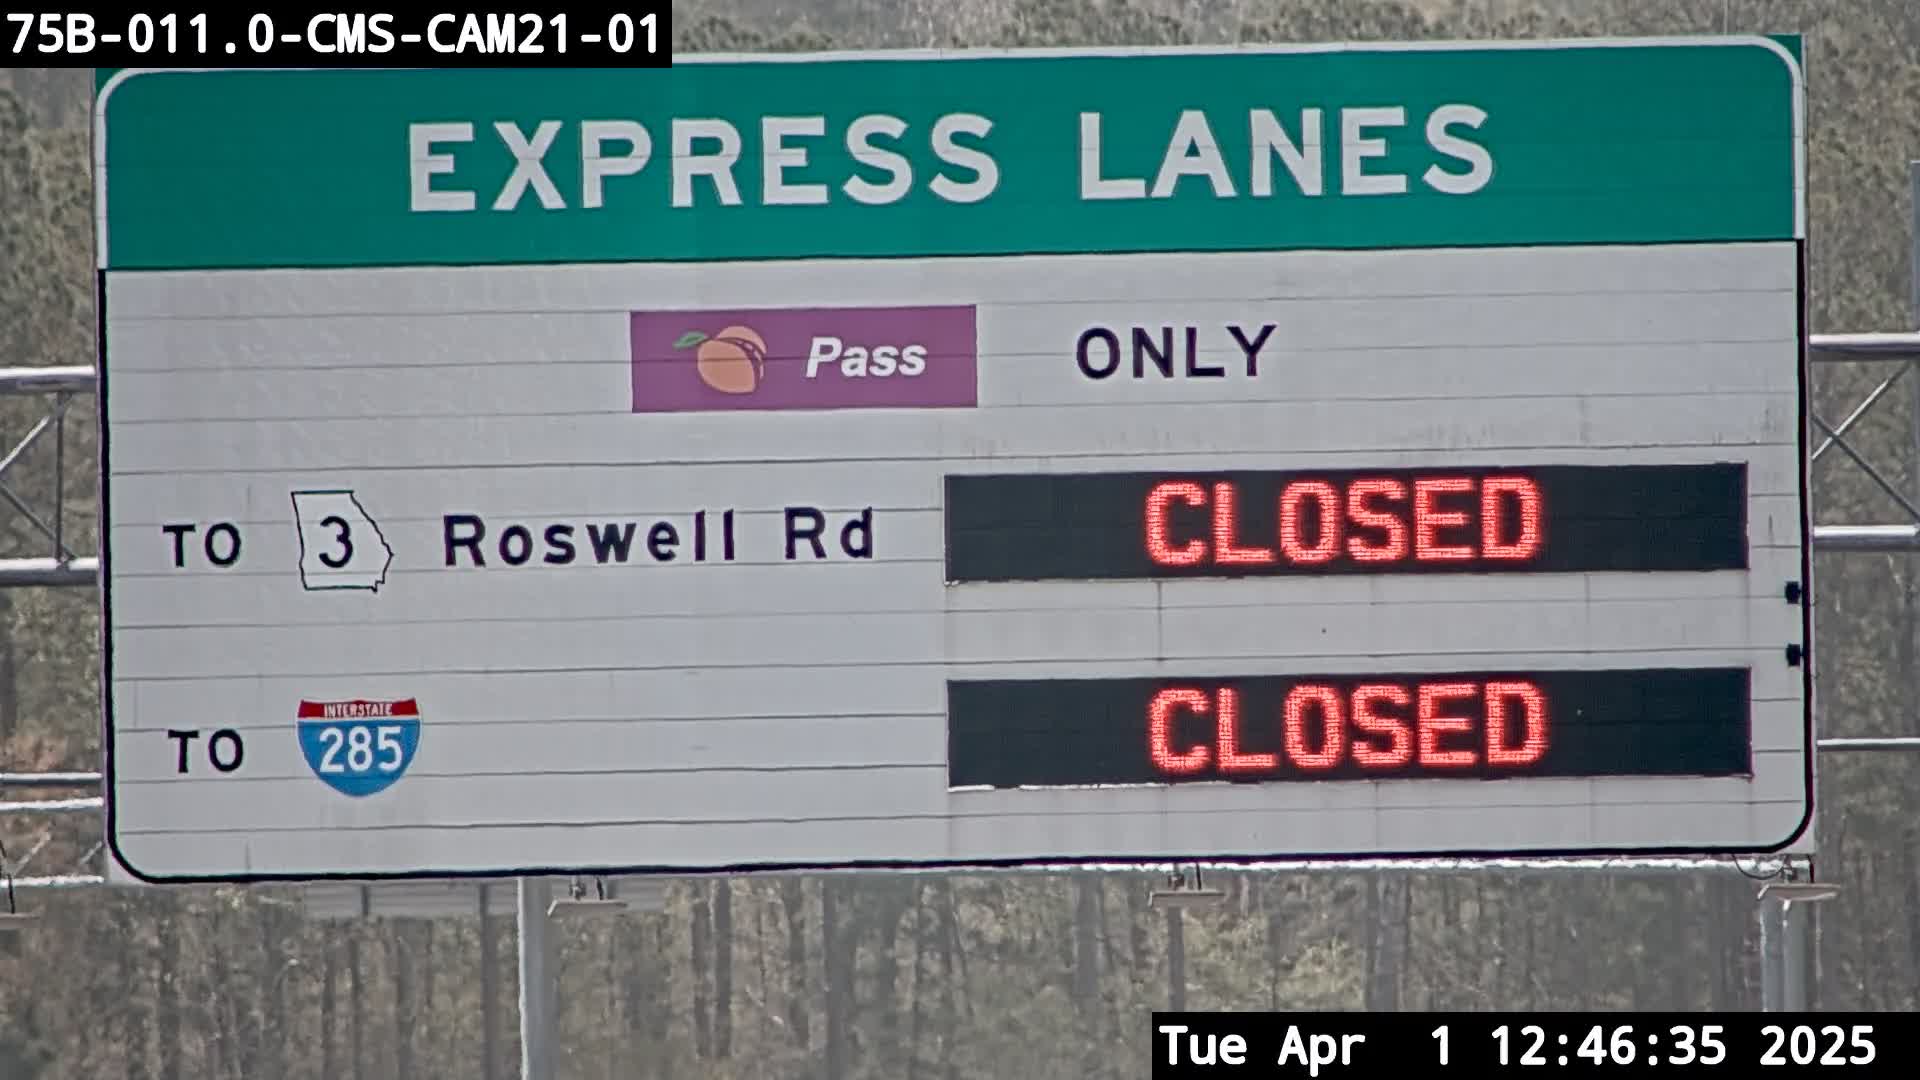 75B-011.0-CMS-CAM21-01
EXPRESS LANES
Pass ONLY
TO 3 Roswell Rd CLOSED
INTERSTATE
TO 285 CLOSED
Tue Apr 1 12:46:35 2025